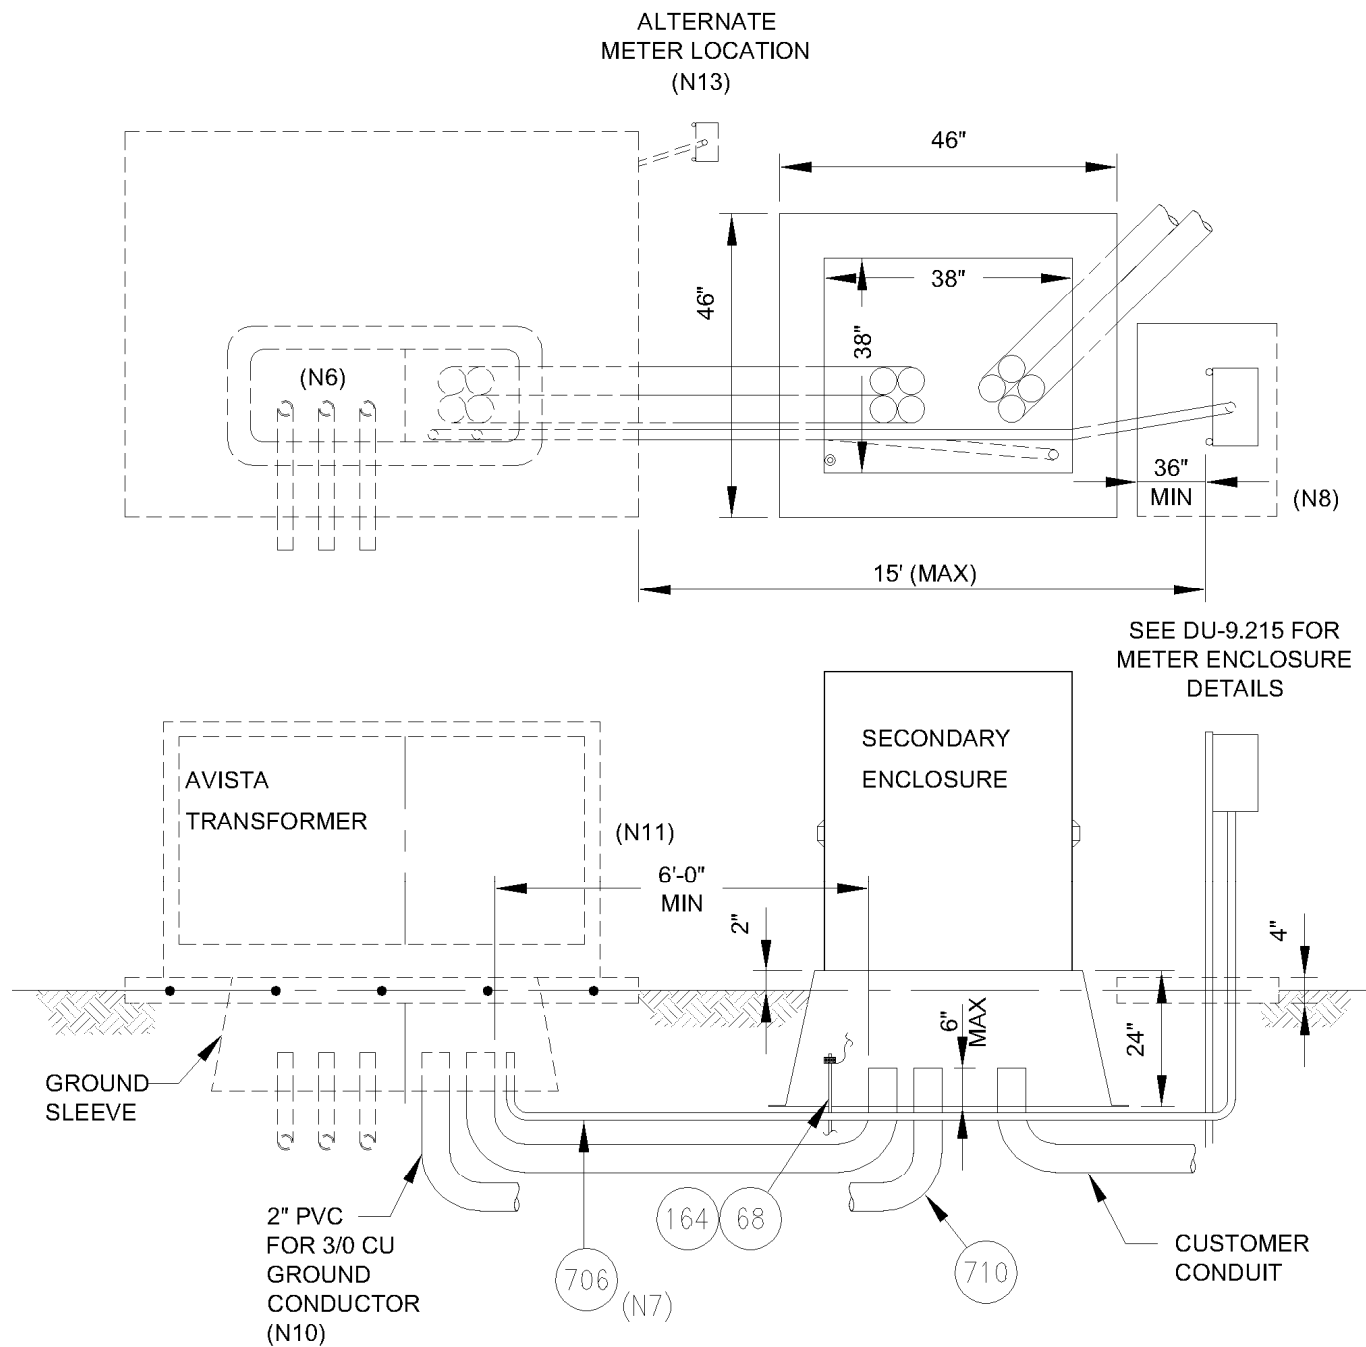 ALTERNATE
METER LOCATION
(N13)
46"
46"
38"
38"
(N6)
36"
MIN
(N8)
15' (MAX)
SEE DU-9.215 FOR
METER ENCLOSURE
DETAILS
AVISTA
TRANSFORMER
(N11)
SECONDARY
ENCLOSURE
6'-0"
MIN
2"
4"
6"
MAX
24"
GROUND
SLEEVE
2" PVC
FOR 3/0 CU
GROUND
CONDUCTOR
(N10)
706
(N7)
164
68
710
CUSTOMER
CONDUIT